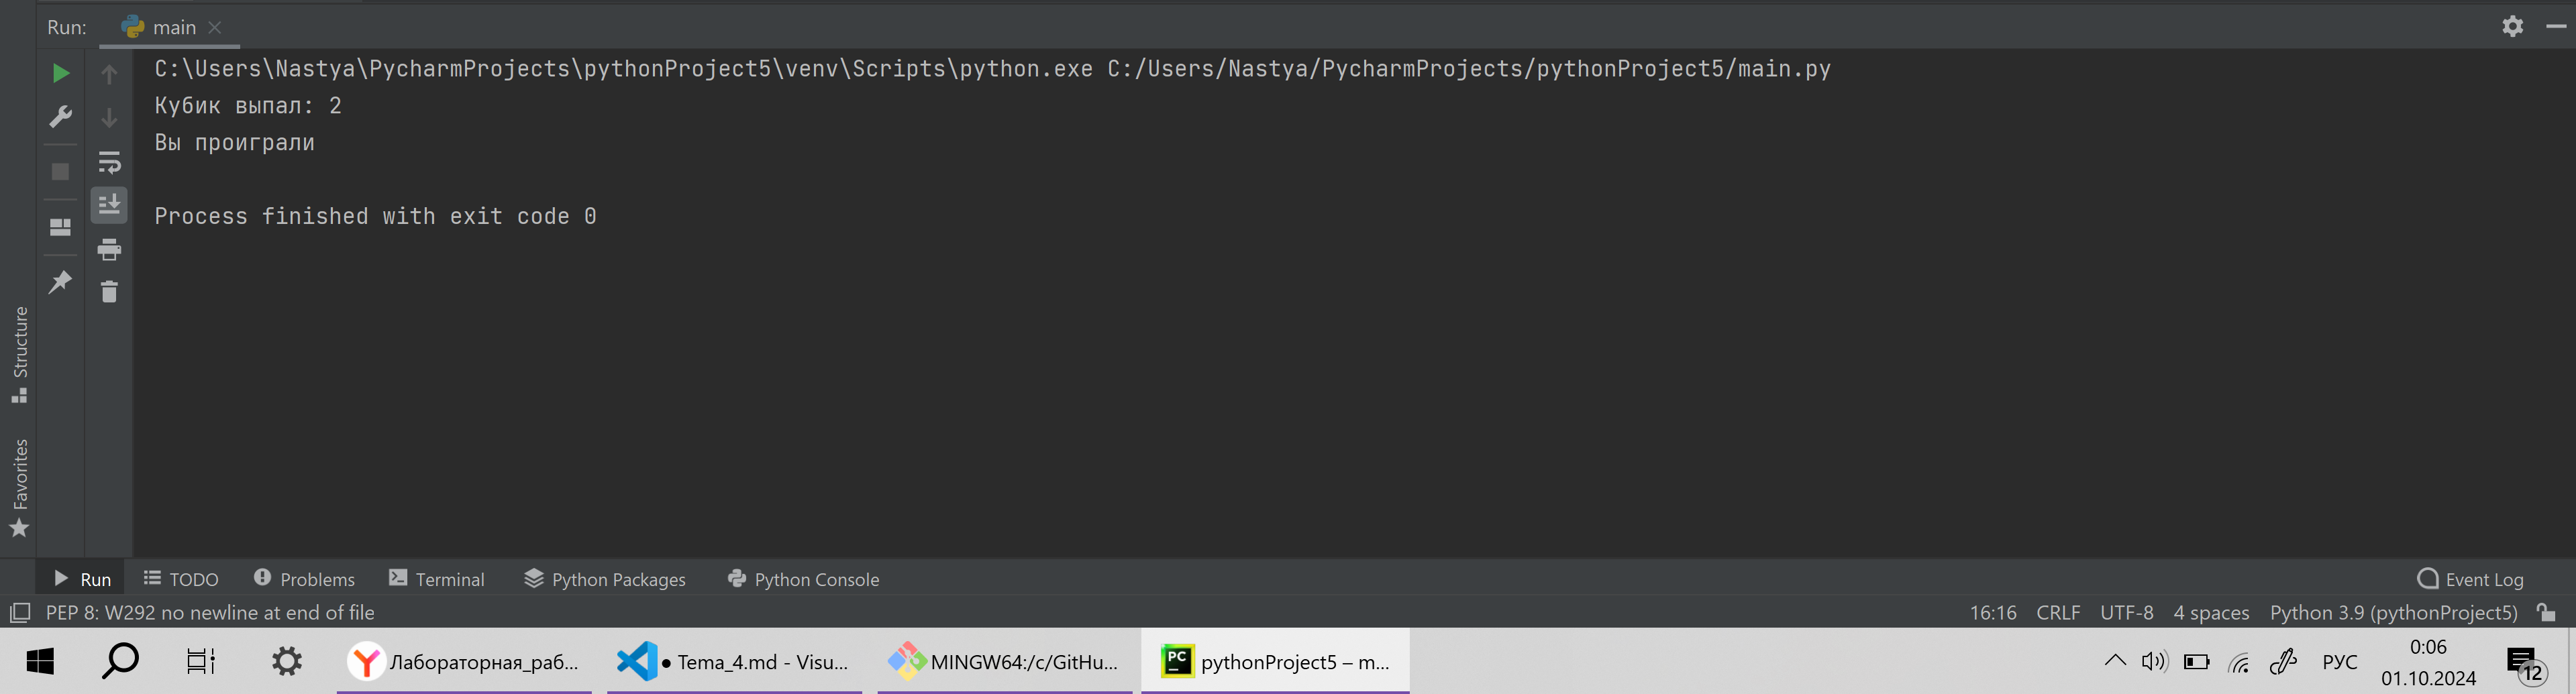 Run: main
C:\Users\Nastya\PycharmProjects\pythonProject5\venv\Scripts\python.exe C:/Users/Nastya/PycharmProjects/pythonProject5/main.py
Кубик выпал: 2
Вы проиграли
Process finished with exit code 0
Structure
Favorites
Run TODO Problems Terminal Python Packages Python Console Event Log
PEP 8: W292 no newline at end of file 16:16 CRLF UTF-8 4 spaces Python 3.9 (pythonProject5)
Лабораторная_раб... ● Tema_4.md - Visu... MINGW64:/c/GitHu... PC pythonProject5 – m... РУС 0:06
01.10.2024 12